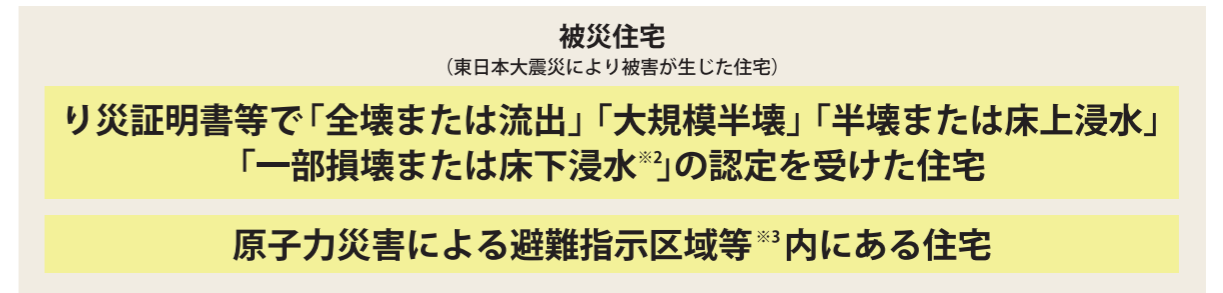 被災住宅
（東日本大震災により被害が生じた住宅）
り災証明書等で「全壊または流出」「大規模半壊」「半壊または床上浸水」
「一部損壊または床下浸水※2」の認定を受けた住宅
原子力災害による避難指示区域等※3内にある住宅